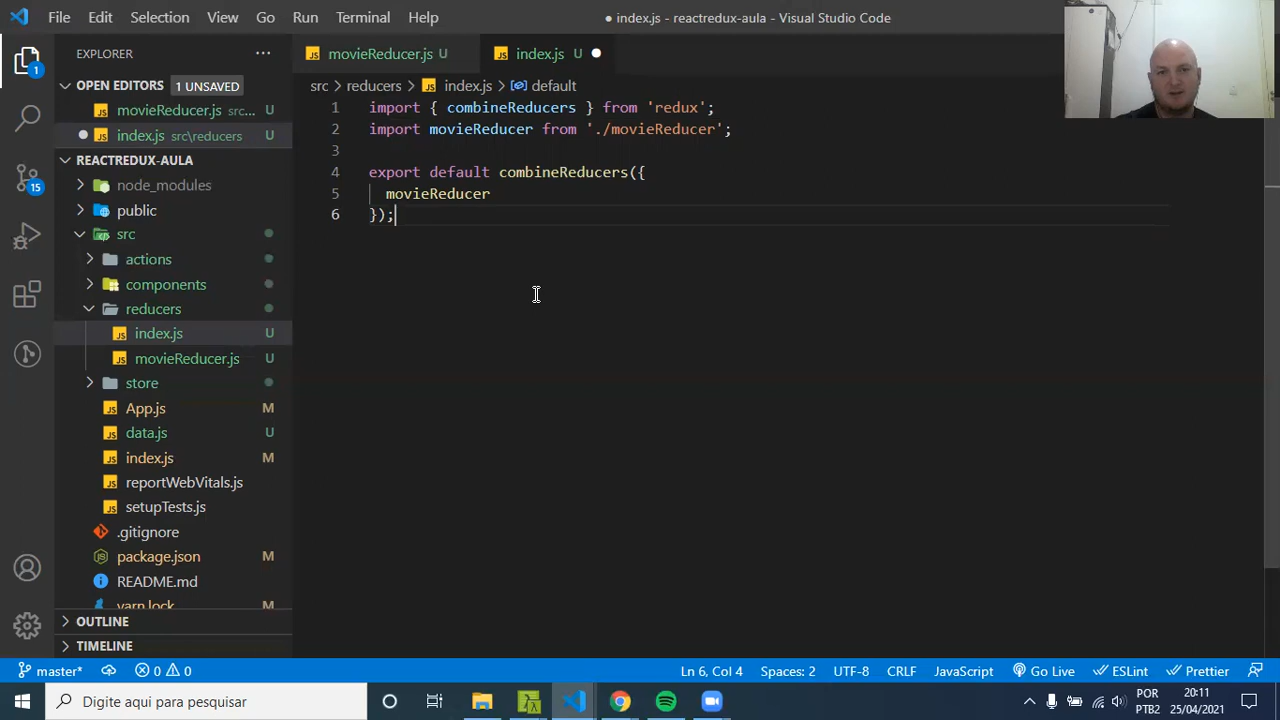 File Edit Selection View Go Run Terminal Help
● index.js - reactredux-aula - Visual Studio Code
EXPLORER
OPEN EDITORS 1 UNSAVED
movieReducer.js src...
index.js src\reducers
REACTREDUX-AULA
node_modules
public
src
actions
components
reducers
index.js U
movieReducer.js U
store
App.js M
data.js U
index.js M
reportWebVitals.js
setupTests.js
.gitignore
package.json M
README.md
yarn.lock M
OUTLINE
TIMELINE
1
15
movieReducer.js U
index.js U
src > reducers > index.js > default
1 import { combineReducers } from 'redux';
2 import movieReducer from './movieReducer';
3
4 export default combineReducers({
5 movieReducer
6 });
master* 0 0 Ln 6, Col 4 Spaces: 2 UTF-8 CRLF JavaScript Go Live ESLint Prettier
Digite aqui para pesquisar
POR
PTB2
20:11
25/04/2021